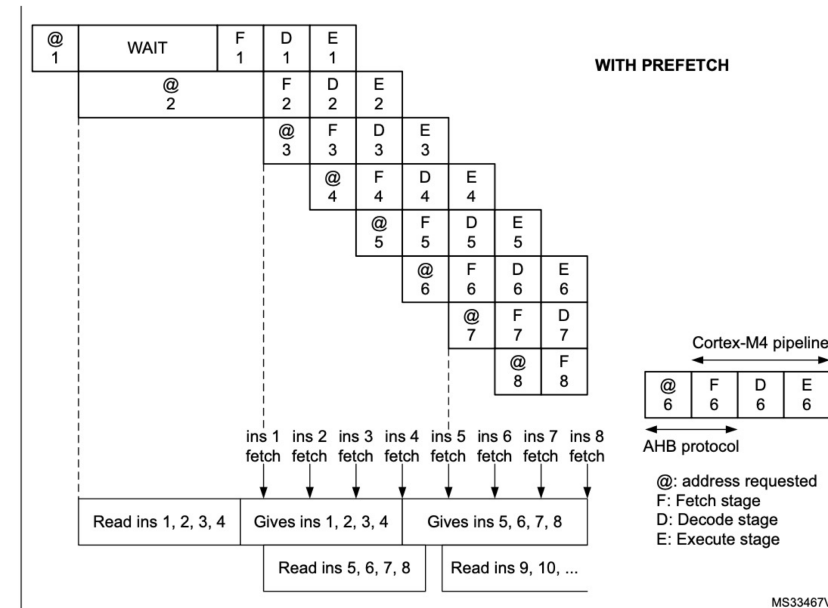 @ WAIT F D E
1 1 1 1
WITH PREFETCH
@ F D E
2 2 2 2
@ F D E
3 3 3 3
@ F D E
4 4 4 4
@ F D E
5 5 5 5
@ F D E
6 6 6 6
@ F D
7 7 7
@ F
8 8
Cortex-M4 pipeline
@ F D E
6 6 6 6
AHB protocol
ins 1 ins 2 ins 3 ins 4 ins 5 ins 6 ins 7 ins 8
fetch fetch fetch fetch fetch fetch fetch fetch
@: address requested
F: Fetch stage
D: Decode stage
E: Execute stage
Read ins 1, 2, 3, 4 Gives ins 1, 2, 3, 4 Gives ins 5, 6, 7, 8
Read ins 5, 6, 7, 8 Read ins 9, 10, ...
MS33467V